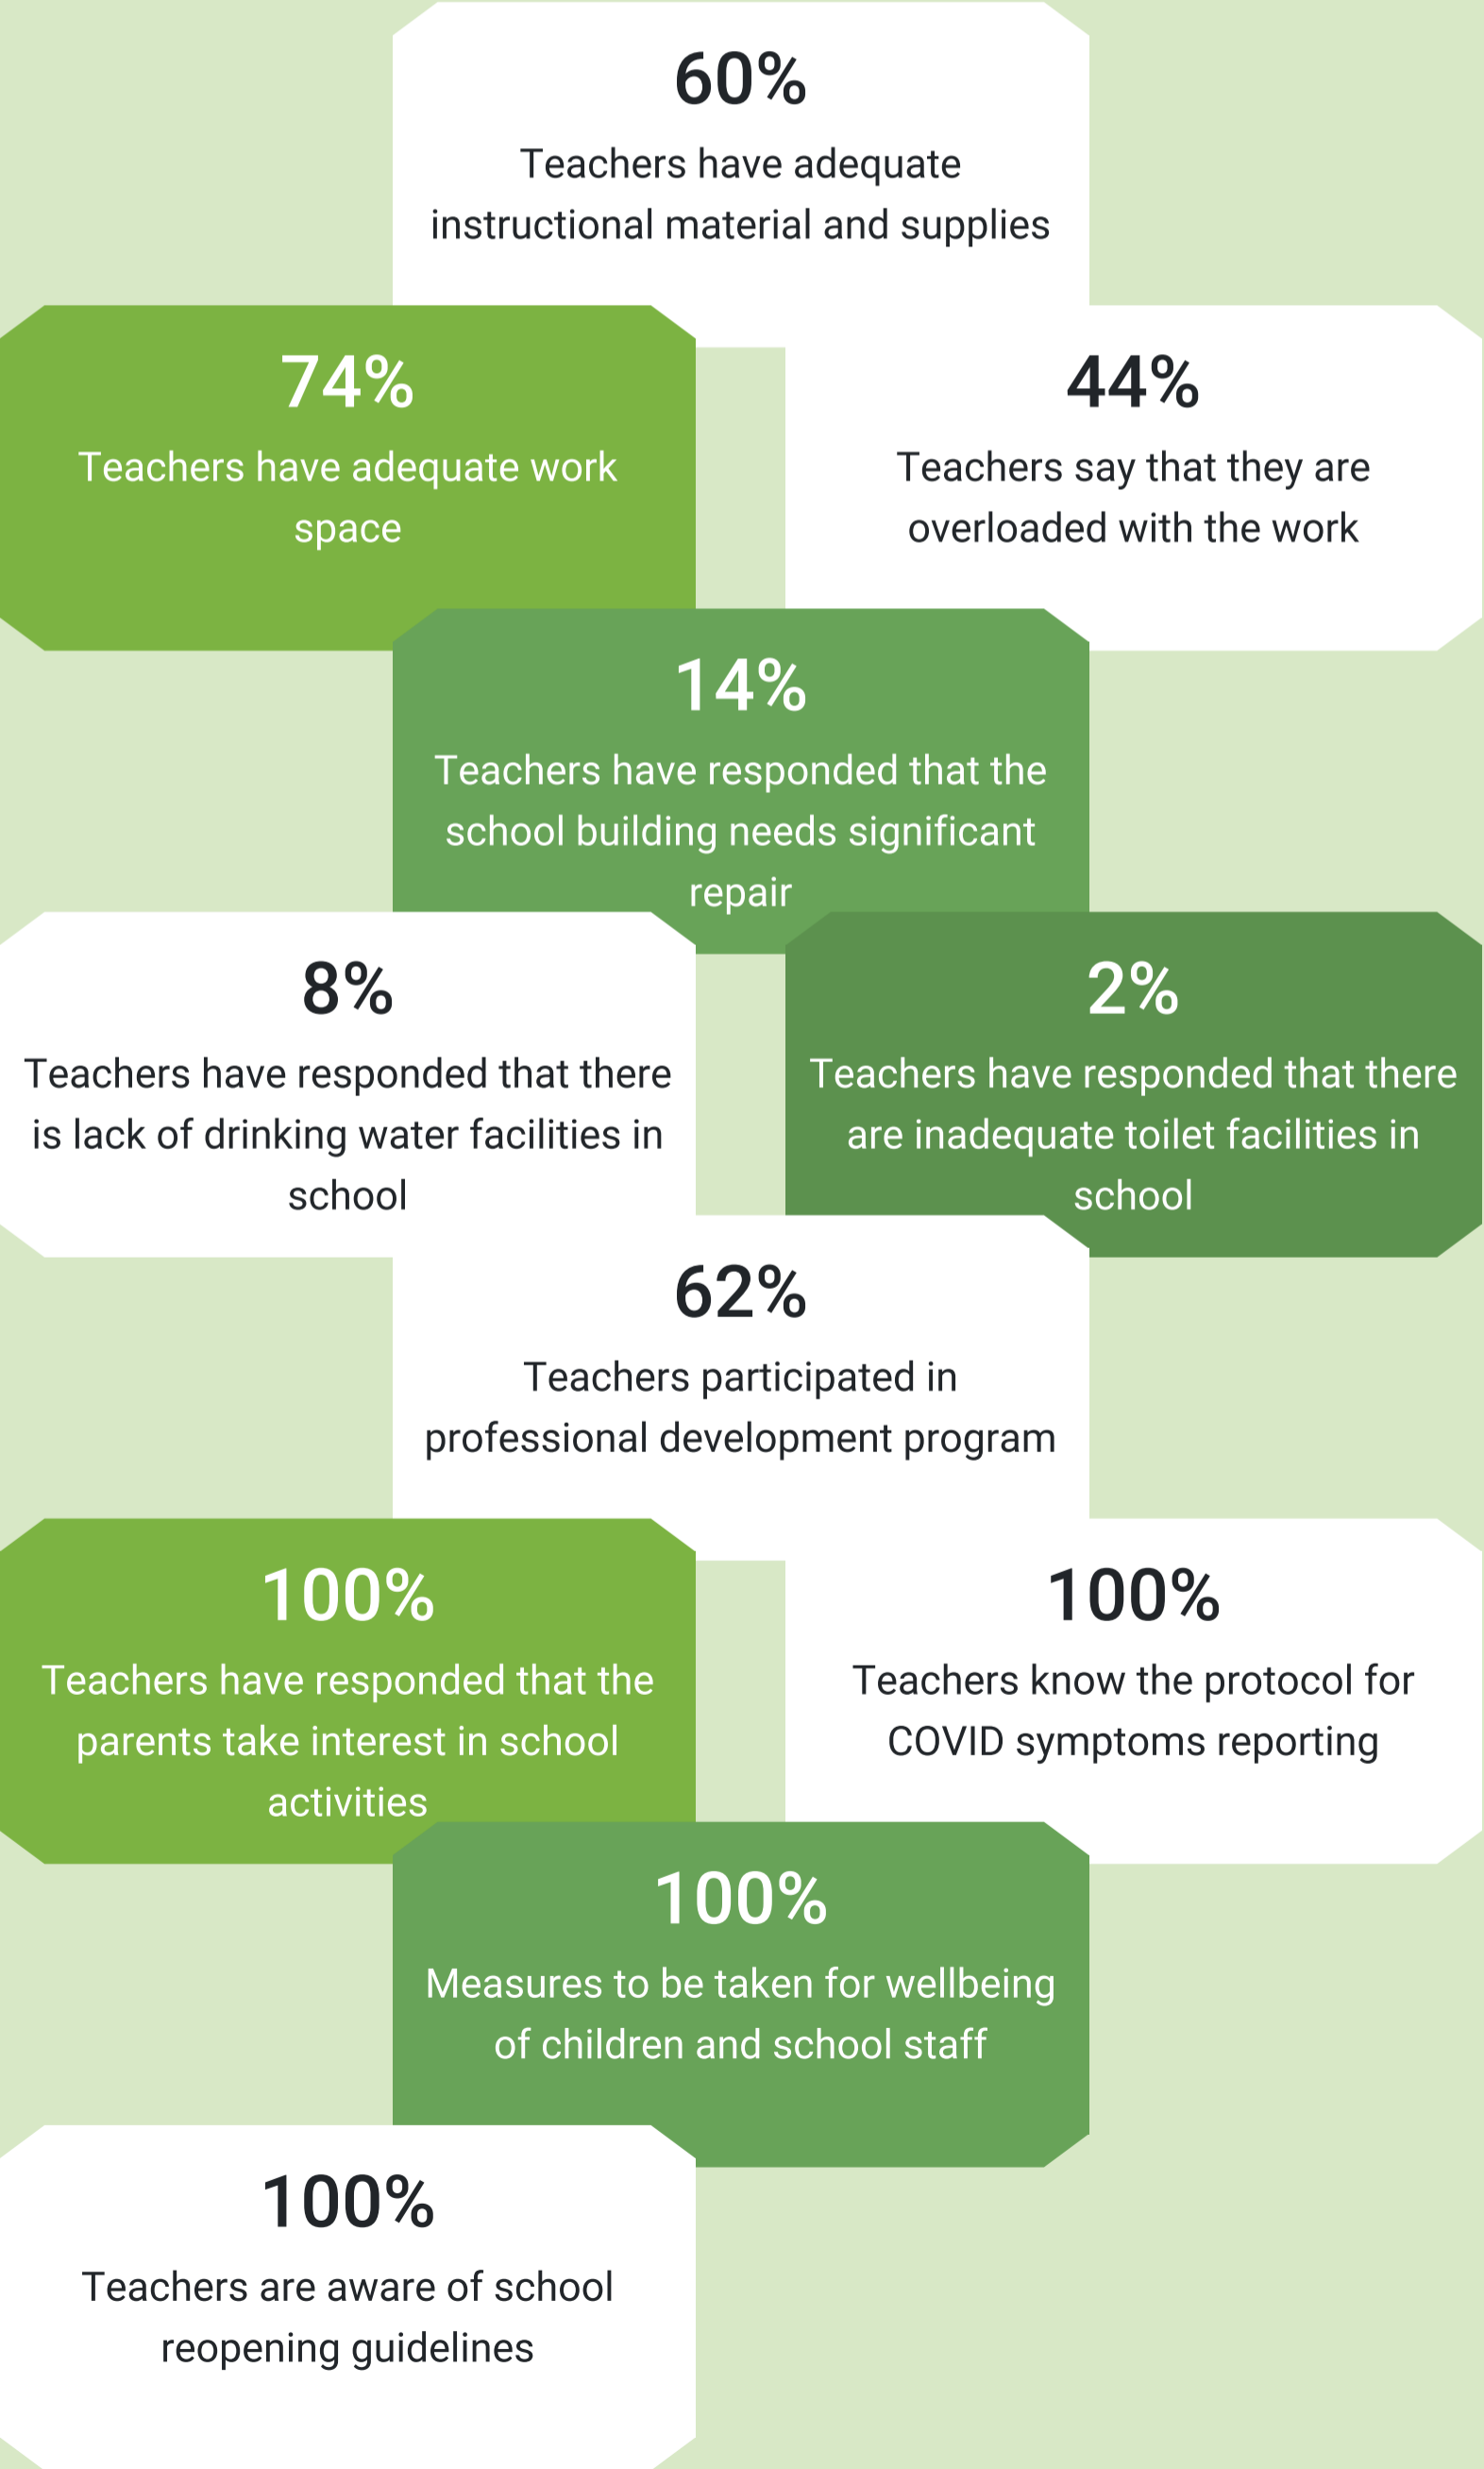 60%
Teachers have adequate
instructional material and supplies
74%
Teachers have adequate work
space
44%
Teachers say that they are
overloaded with the work
14%
Teachers have responded that the
school building needs significant
repair
8%
Teachers have responded that there
is lack of drinking water facilities in
school
2%
Teachers have responded that there
are inadequate toilet facilities in
school
62%
Teachers participated in
professional development program
100%
Teachers have responded that the
parents take interest in school
activities
100%
Teachers know the protocol for
COVID symptoms reporting
100%
Measures to be taken for wellbeing
of children and school staff
100%
Teachers are aware of school
reopening guidelines